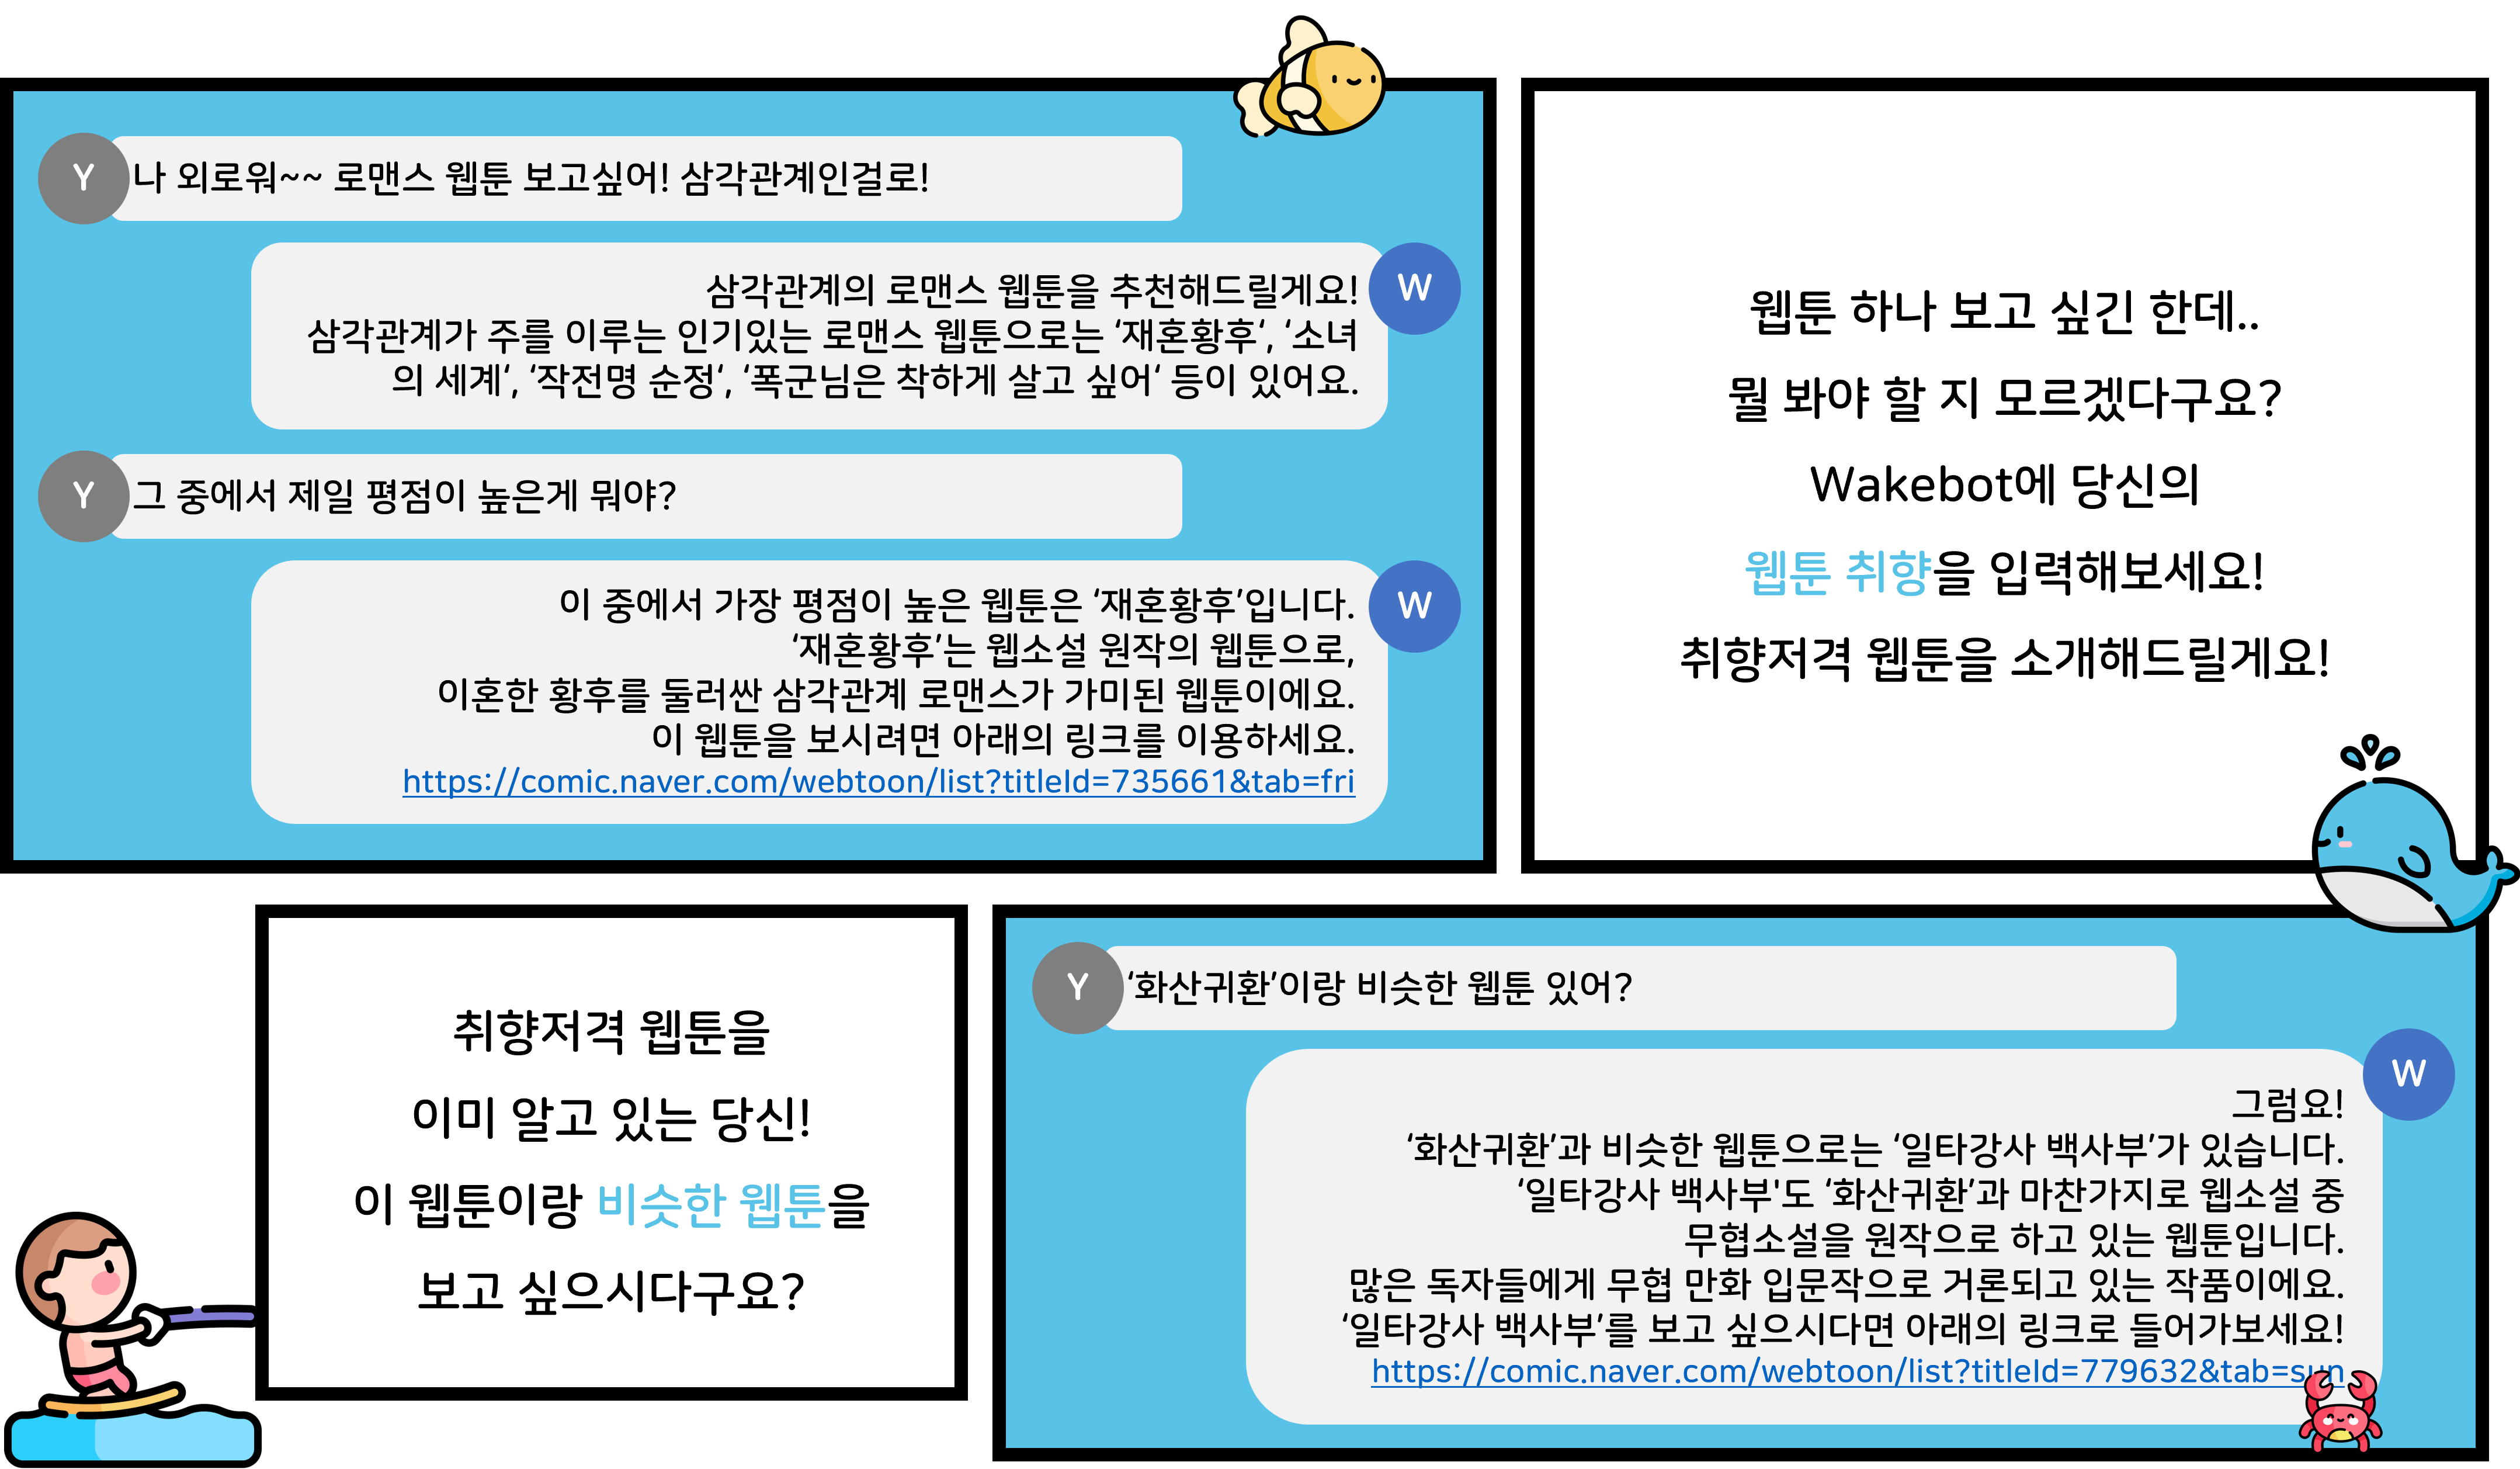 Y
나 외로워~~ 로맨스 웹툰 보고싶어! 삼각관계인걸로!
W
삼각관계의 로맨스 웹툰을 추천해드릴게요!
삼각관계가 주를 이루는 인기있는 로맨스 웹툰으로는 ‘재혼황후‘, ‘소녀
의 세계‘, ‘작전명 순정‘, ‘폭군님은 착하게 살고 싶어‘ 등이 있어요.
Y
그 중에서 제일 평점이 높은게 뭐야?
W
이 중에서 가장 평점이 높은 웹툰은 ‘재혼황후’입니다.
‘재혼황후’는 웹소설 원작의 웹툰으로,
이혼한 황후를 둘러싼 삼각관계 로맨스가 가미된 웹툰이에요.
이 웹툰을 보시려면 아래의 링크를 이용하세요.
https://comic.naver.com/webtoon/list?titleId=735661&tab=fri
웹툰 하나 보고 싶긴 한데..
뭘 봐야 할 지 모르겠다구요?
Wakebot에 당신의
웹툰 취향을 입력해보세요!
취향저격 웹툰을 소개해드릴게요!
취향저격 웹툰을
이미 알고 있는 당신!
이 웹툰이랑 비슷한 웹툰을
보고 싶으시다구요?
Y
‘화산귀환’이랑 비슷한 웹툰 있어?
W
그럼요!
‘화산귀환’과 비슷한 웹툰으로는 ‘일타강사 백사부’가 있습니다.
‘일타강사 백사부'도 ‘화산귀환’과 마찬가지로 웹소설 중
무협소설을 원작으로 하고 있는 웹툰입니다.
많은 독자들에게 무협 만화 입문작으로 거론되고 있는 작품이에요.
‘일타강사 백사부’를 보고 싶으시다면 아래의 링크로 들어가보세요!
https://comic.naver.com/webtoon/list?titleId=779632&tab=sun